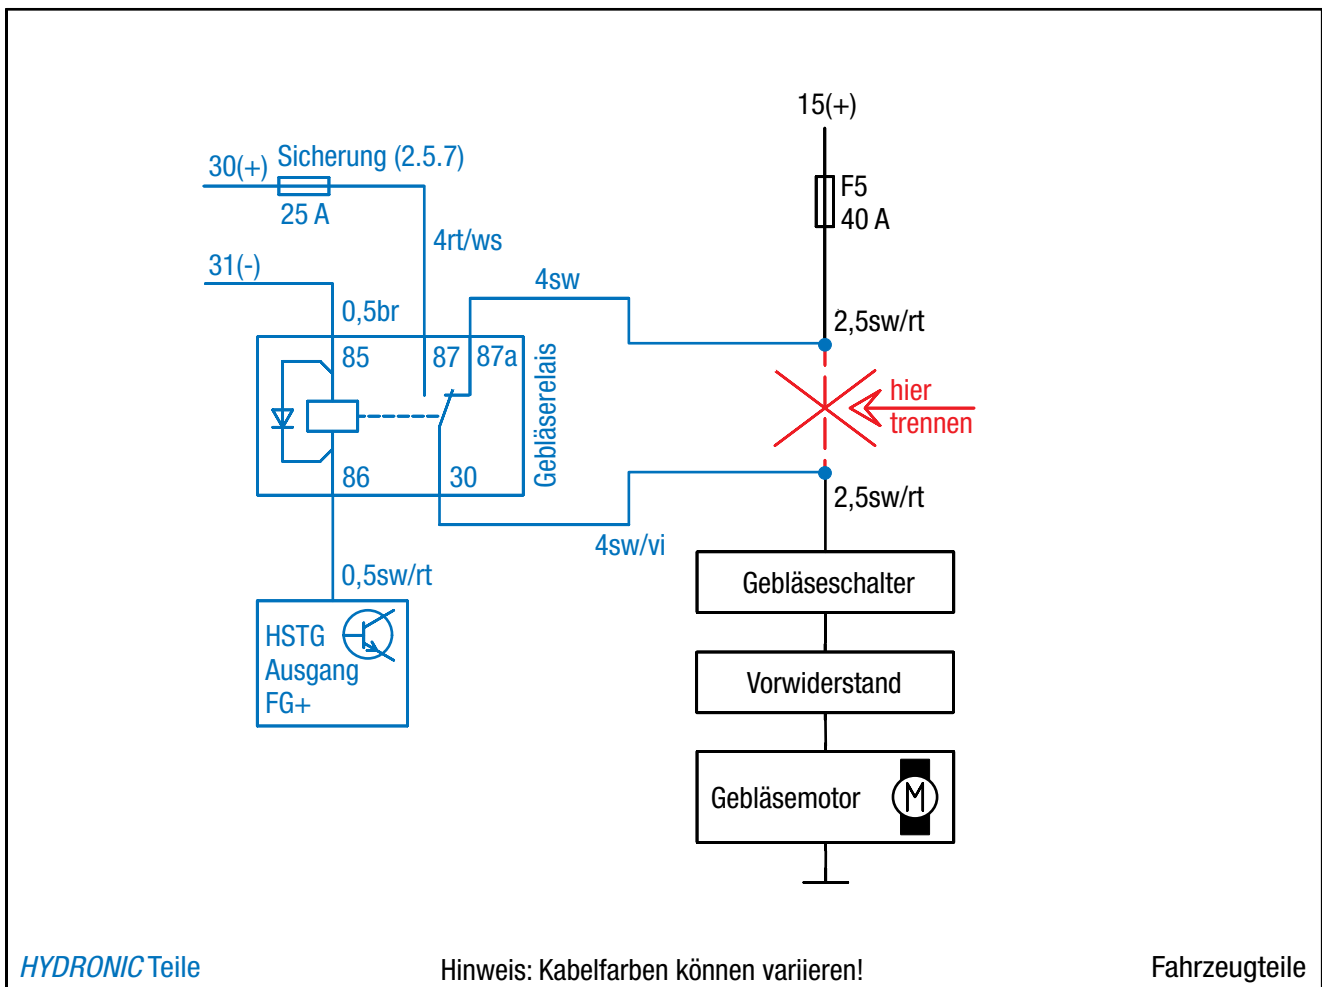 15(+)
30(+)
Sicherung (2.5.7)
25 A
F5
40 A
4rt/ws
31(-)
4sw
0,5br
2,5sw/rt
85
87
87a
Gebläserelais
hier
trennen
86
30
2,5sw/rt
4sw/vi
0,5sw/rt
Gebläseschalter
HSTG
Ausgang
FG+
Vorwiderstand
Gebläsemotor
M
HYDRONIC Teile
Hinweis: Kabelfarben können variieren!
Fahrzeugteile